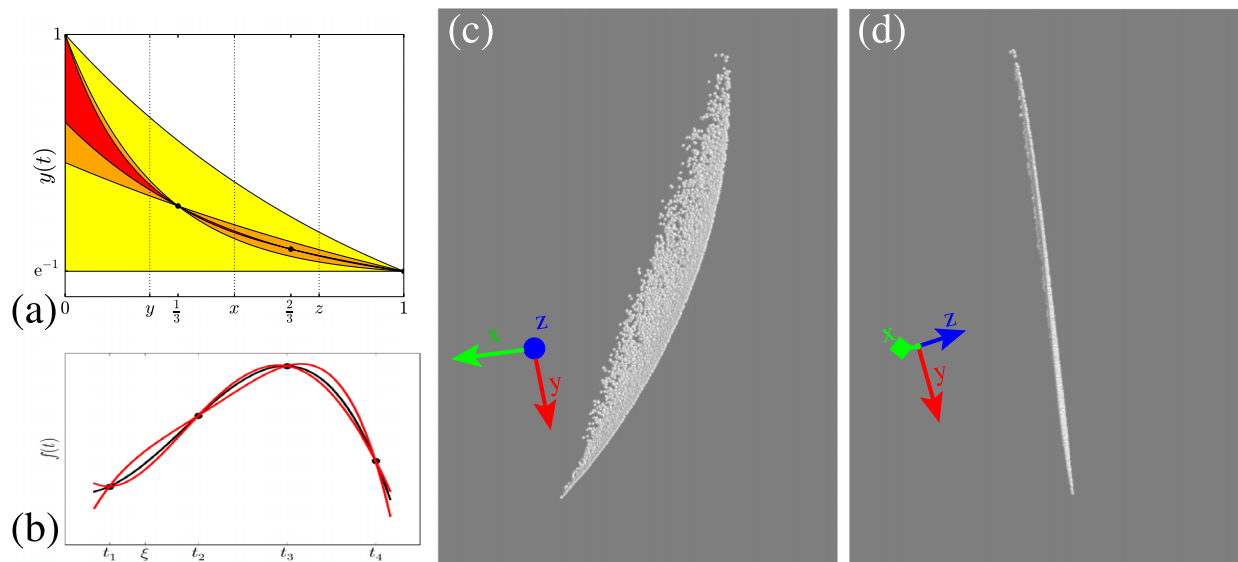 (a)
1
y(t)
e⁻¹
0 y 1/3 x 2/3 z 1
(b)
f(t)
t₁ ξ t₂ t₃ t₄
(c)
x z
y
(d)
x z
y